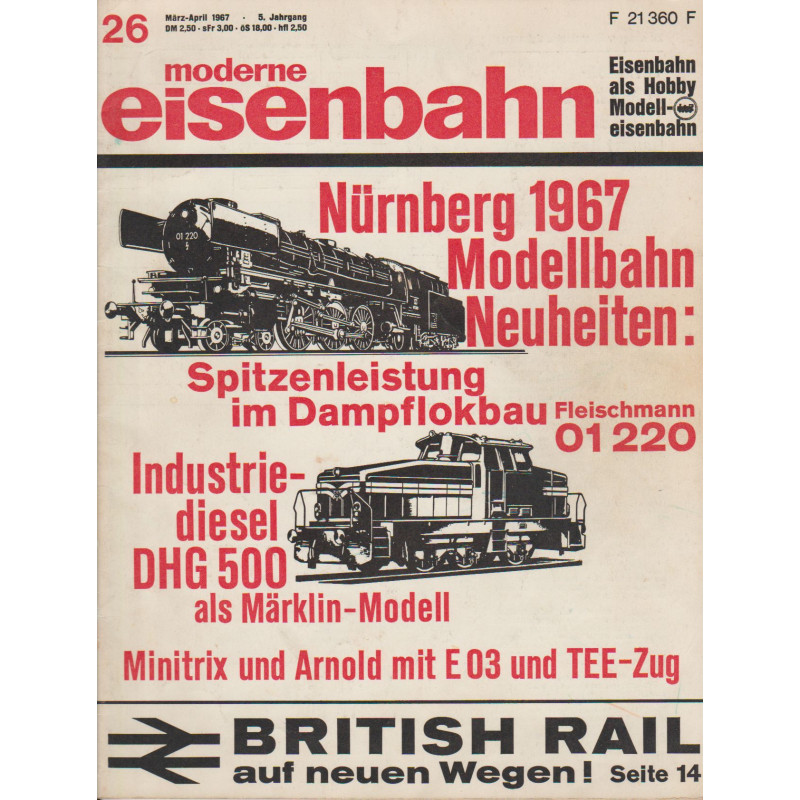 26
März-April 1967 · 5. Jahrgang
DM 2,50 · sFr 3,00 · öS 18,00 · hfl 2,50
F 21 360 F
moderne
eisenbahn
Eisenbahn
als Hobby
Modell-
eisenbahn
Nürnberg 1967
Modellbahn
Neuheiten:
01 220
Spitzenleistung
im Dampflokbau Fleischmann
01 220
Industrie-
diesel
DHG 500
als Märklin-Modell
Minitrix und Arnold mit E 03 und TEE-Zug
BRITISH RAIL
auf neuen Wegen! Seite 14